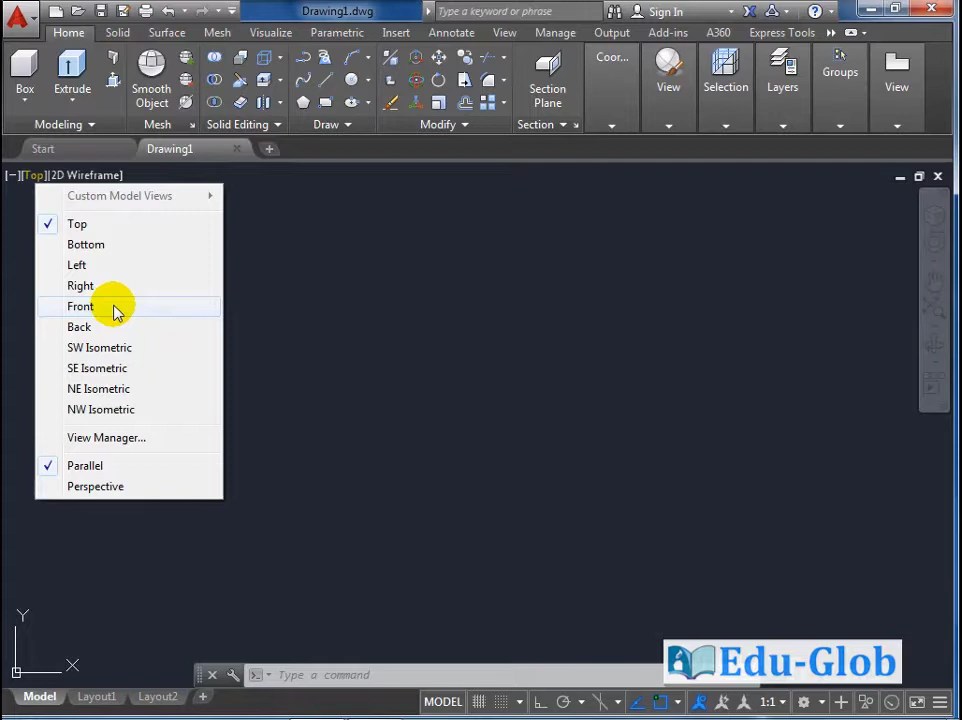 Drawing1.dwg
Type a keyword or phrase
Sign In
Home Solid Surface Mesh Visualize Parametric Insert Annotate View Manage Output Add-ins A360 Express Tools
Box
Extrude
Smooth
Object
Section
Plane
Coor...
View
Selection
Layers
Groups
View
Modeling
Mesh
Solid Editing
Draw
Modify
Section
Start
Drawing1
[−][Top][2D Wireframe]
Custom Model Views
Top
Bottom
Left
Right
Front
Back
SW Isometric
SE Isometric
NE Isometric
NW Isometric
View Manager...
Parallel
Perspective
Y
X
Type a command
Edu-Glob
Model
Layout1
Layout2
MODEL
1:1